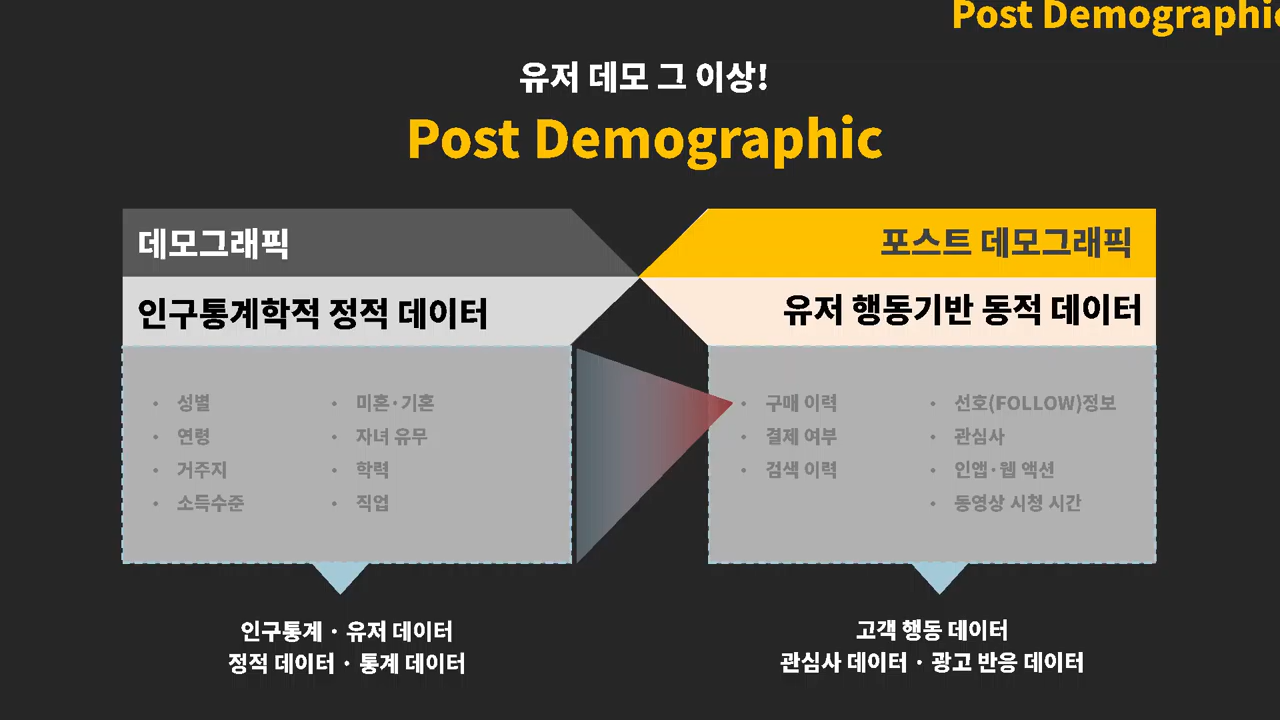 Post Demographic
유저 데모 그 이상!
Post Demographic
데모그래픽
인구통계학적 정적 데이터
• 성별
• 연령
• 거주지
• 소득수준
• 미혼·기혼
• 자녀 유무
• 학력
• 직업
인구통계 · 유저 데이터
정적 데이터 · 통계 데이터
포스트 데모그래픽
유저 행동기반 동적 데이터
• 구매 이력
• 결제 여부
• 검색 이력
• 선호(FOLLOW)정보
• 관심사
• 인앱·웹 액션
• 동영상 시청 시간
고객 행동 데이터
관심사 데이터 · 광고 반응 데이터